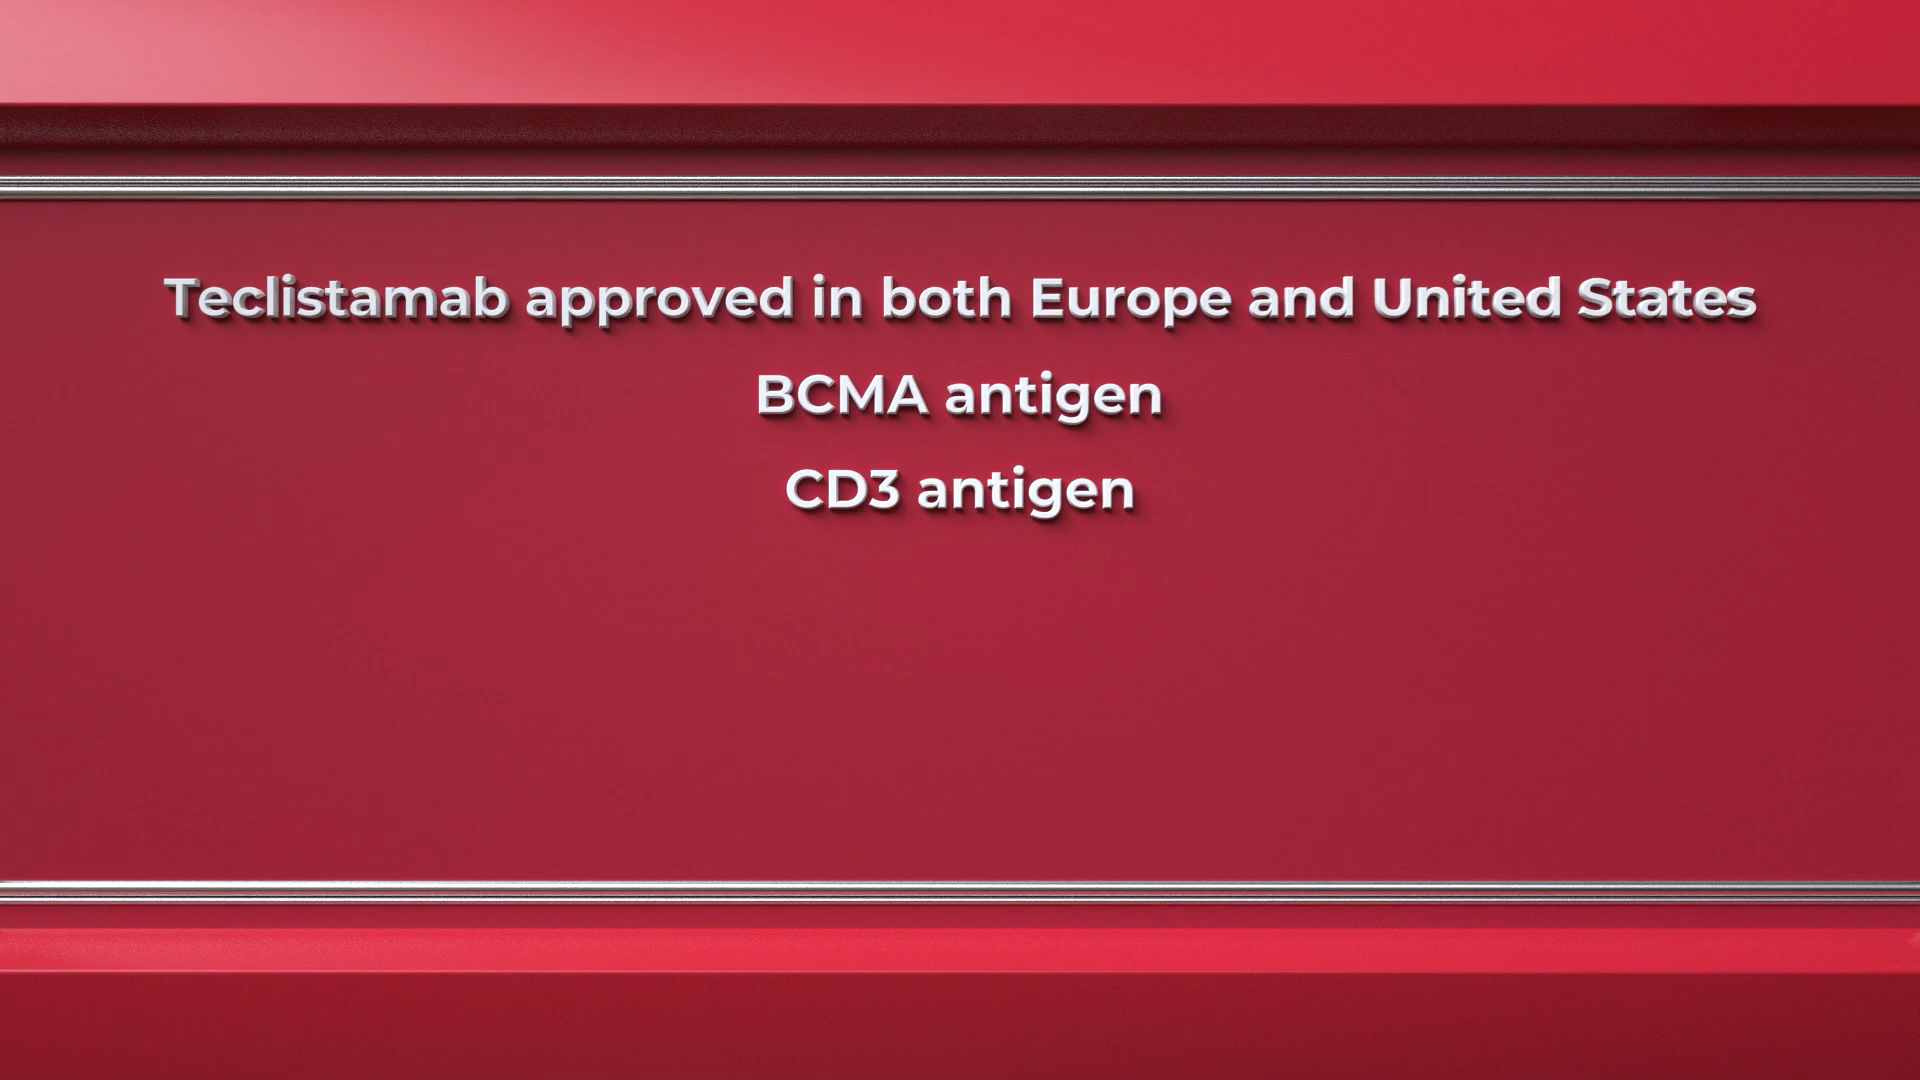 Teclistamab approved in both Europe and United States
BCMA antigen
CD3 antigen